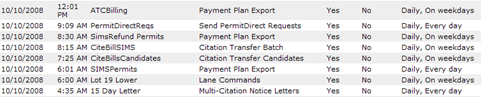 10/10/2008 12:01 PM ATCBilling Payment Plan Export Yes No Daily, On weekdays
10/10/2008 9:09 AM PermitDirectReqs Send PermitDirect Requests Yes No Daily, Every day
10/10/2008 8:30 AM SimsRefund Permits Payment Plan Export Yes No Daily, On weekdays
10/10/2008 8:15 AM CiteBillSIMS Citation Transfer Batch Yes No Daily, On weekdays
10/10/2008 7:25 AM CiteBillsCandidates Citation Transfer Candidates Yes No Daily, On weekdays
10/10/2008 6:01 AM SIMSPermits Payment Plan Export Yes No Daily, On weekdays
10/10/2008 6:00 AM Lot 19 Lower Lane Commands Yes No Daily, On weekdays
10/10/2008 4:35 AM 15 Day Letter Multi-Citation Notice Letters Yes No Daily, Every day